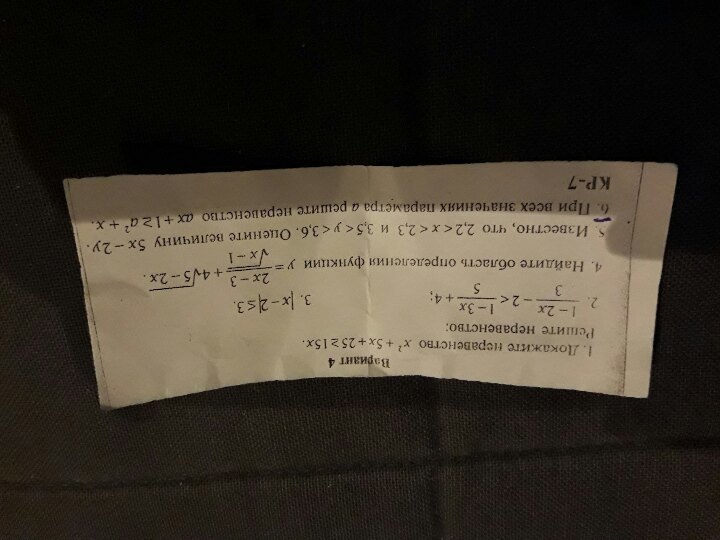 Вариант 4
1. Докажите неравенство x² + 5x + 25 ≥ 15x.
Решите неравенство:
2. (1 − 2x)/3 − 2 < (1 − 3x)/5 + 4; 3. |x − 2| ≤ 3.
4. Найдите область определения функции y = (2x − 3)/√(x − 1) + 4√(5 − 2x).
5. Известно, что 2,2 < x < 2,3 и 3,5 < y < 3,6. Оцените величину 5x − 2y.
6. При всех значениях параметра a решите неравенство ax + 1 ≥ a² + x.
КР-7